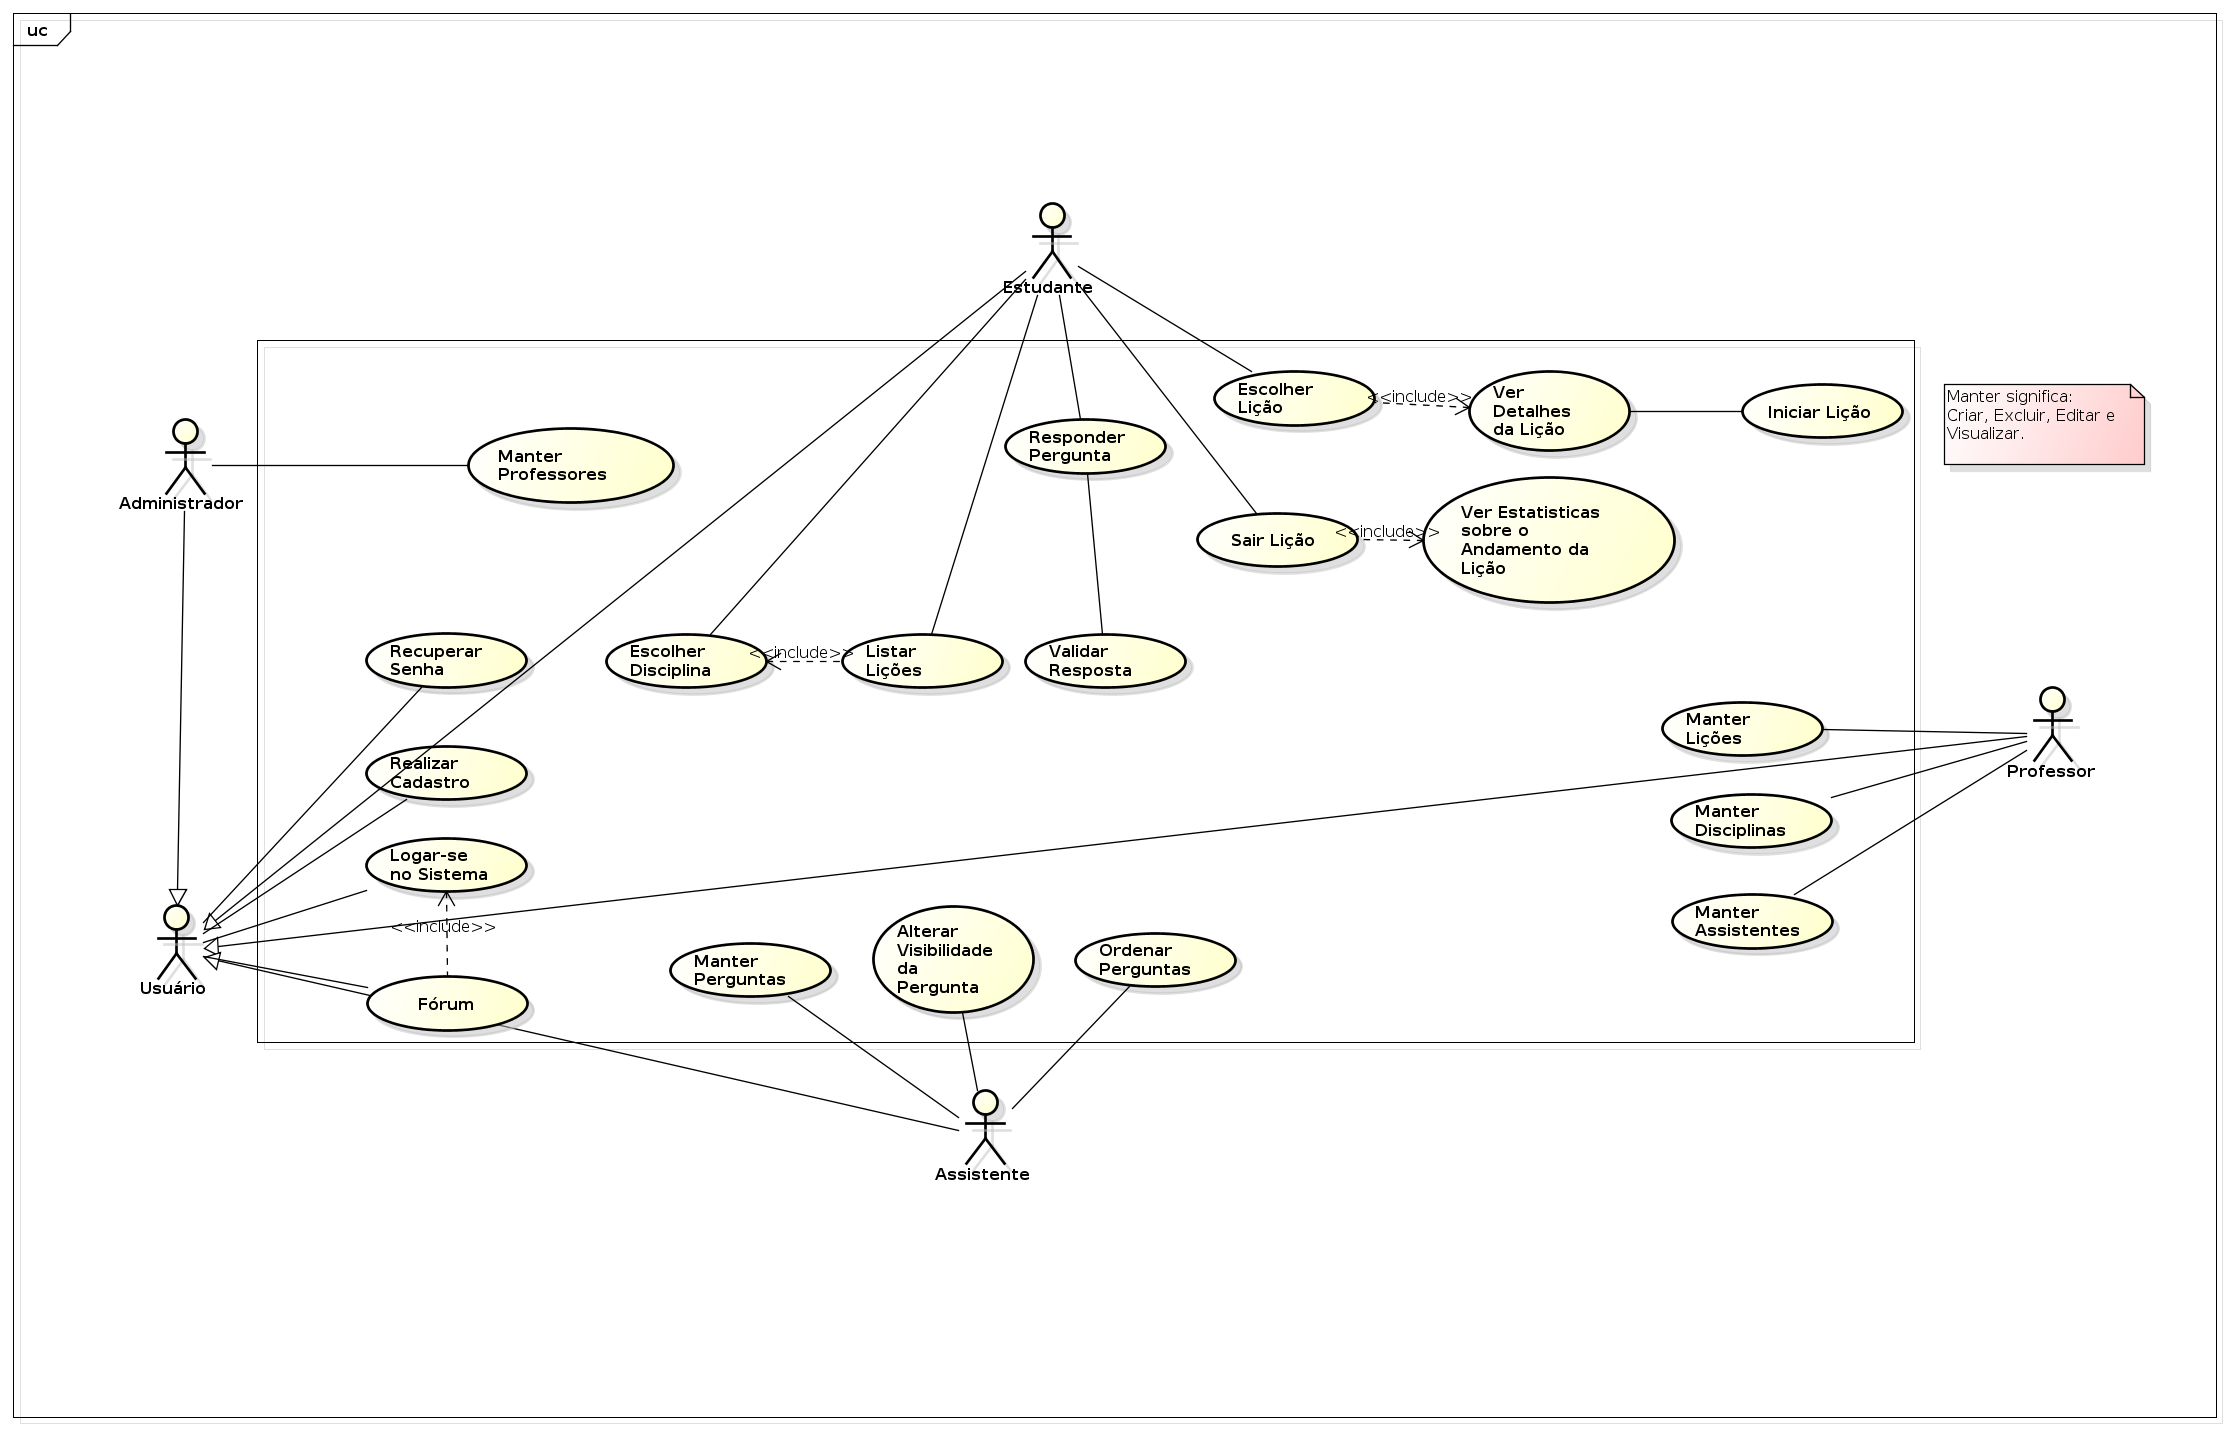 uc
Estudante
Escolher
Lição
<<include>>
Ver
Detalhes
da Lição
Iniciar Lição
Manter significa:
Criar, Excluir, Editar e
Visualizar.
Administrador
Manter
Professores
Responder
Pergunta
Sair Lição
<<include>>
Ver Estatisticas
sobre o
Andamento da
Lição
Recuperar
Senha
Escolher
Disciplina
<<include>>
Listar
Lições
Validar
Resposta
Manter
Lições
Professor
Realizar
Cadastro
Manter
Disciplinas
Logar-se
no Sistema
<<include>>
Manter
Assistentes
Usuário
Fórum
Manter
Perguntas
Alterar
Visibilidade
da
Pergunta
Ordenar
Perguntas
Assistente